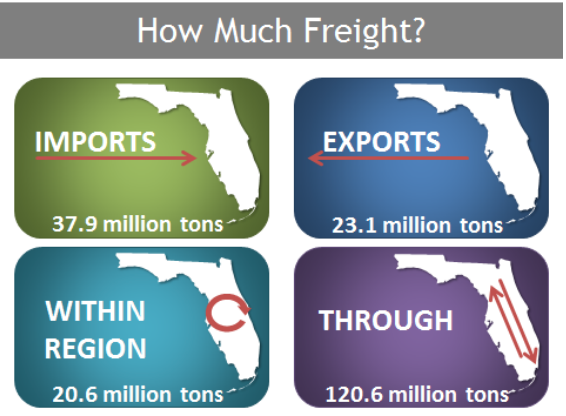 How Much Freight?
IMPORTS
37.9 million tons
EXPORTS
23.1 million tons
WITHIN
REGION
20.6 million tons
THROUGH
120.6 million tons